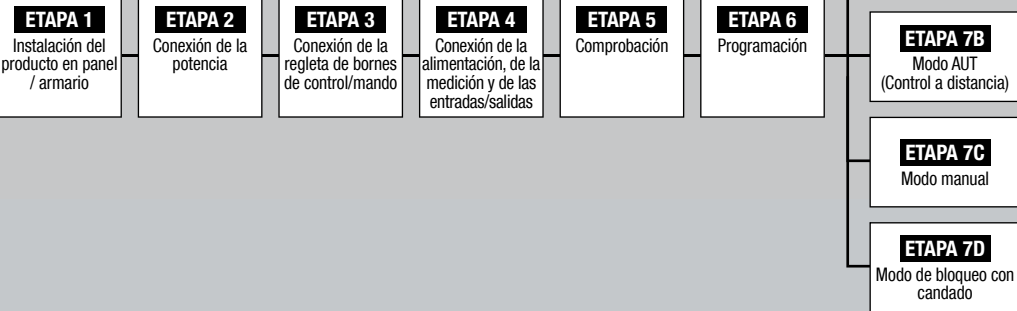 ETAPA 1
Instalación del
producto en panel
/ armario
ETAPA 2
Conexión de la
potencia
ETAPA 3
Conexión de la
regleta de bornes
de control/mando
ETAPA 4
Conexión de la
alimentación, de la
medición y de las
entradas/salidas
ETAPA 5
Comprobación
ETAPA 6
Programación
ETAPA 7B
Modo AUT
(Control a distancia)
ETAPA 7C
Modo manual
ETAPA 7D
Modo de bloqueo con
candado